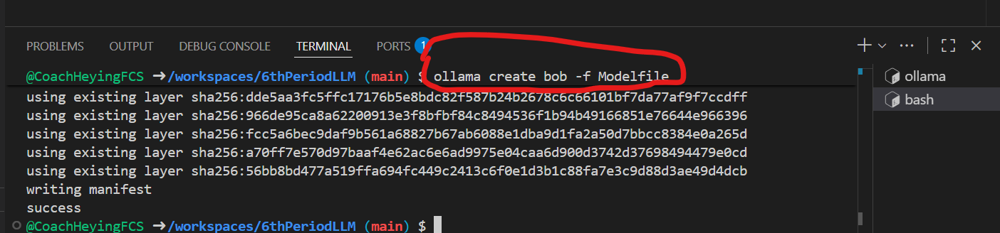 PROBLEMS OUTPUT DEBUG CONSOLE TERMINAL PORTS 1
@CoachHeyingFCS ➜/workspaces/6thPeriodLLM (main) $ ollama create bob -f Modelfile
using existing layer sha256:dde5aa3fc5ffc17176b5e8bdc82f587b24b2678c6c66101bf7da77af9f7ccdff
using existing layer sha256:966de95ca8a62200913e3f8bfbf84c8494536f1b94b49166851e76644e966396
using existing layer sha256:fcc5a6bec9daf9b561a68827b67ab6088e1dba9d1fa2a50d7bbcc8384e0a265d
using existing layer sha256:a70ff7e570d97baaf4e62ac6e6ad9975e04caa6d900d3742d37698494479e0cd
using existing layer sha256:56bb8bd477a519ffa694fc449c2413c6f0e1d3b1c88fa7e3c9d88d3ae49d4dcb
writing manifest
success
@CoachHeyingFCS ➜/workspaces/6thPeriodLLM (main) $
ollama
bash